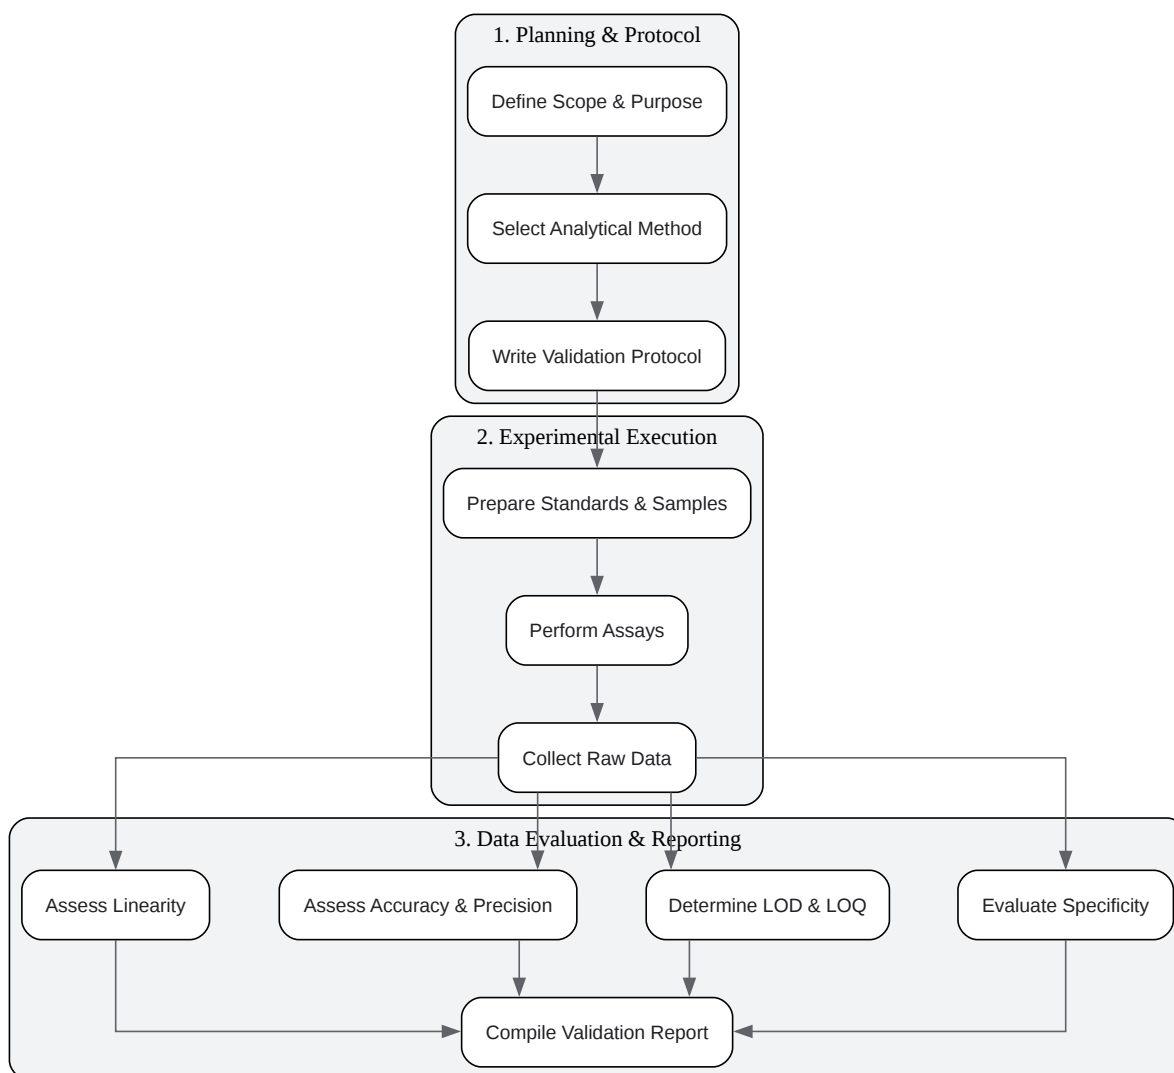 1. Planning & Protocol
Define Scope & Purpose
Select Analytical Method
Write Validation Protocol
2. Experimental Execution
Prepare Standards & Samples
Perform Assays
Collect Raw Data
3. Data Evaluation & Reporting
Assess Linearity
Assess Accuracy & Precision
Determine LOD & LOQ
Evaluate Specificity
Compile Validation Report